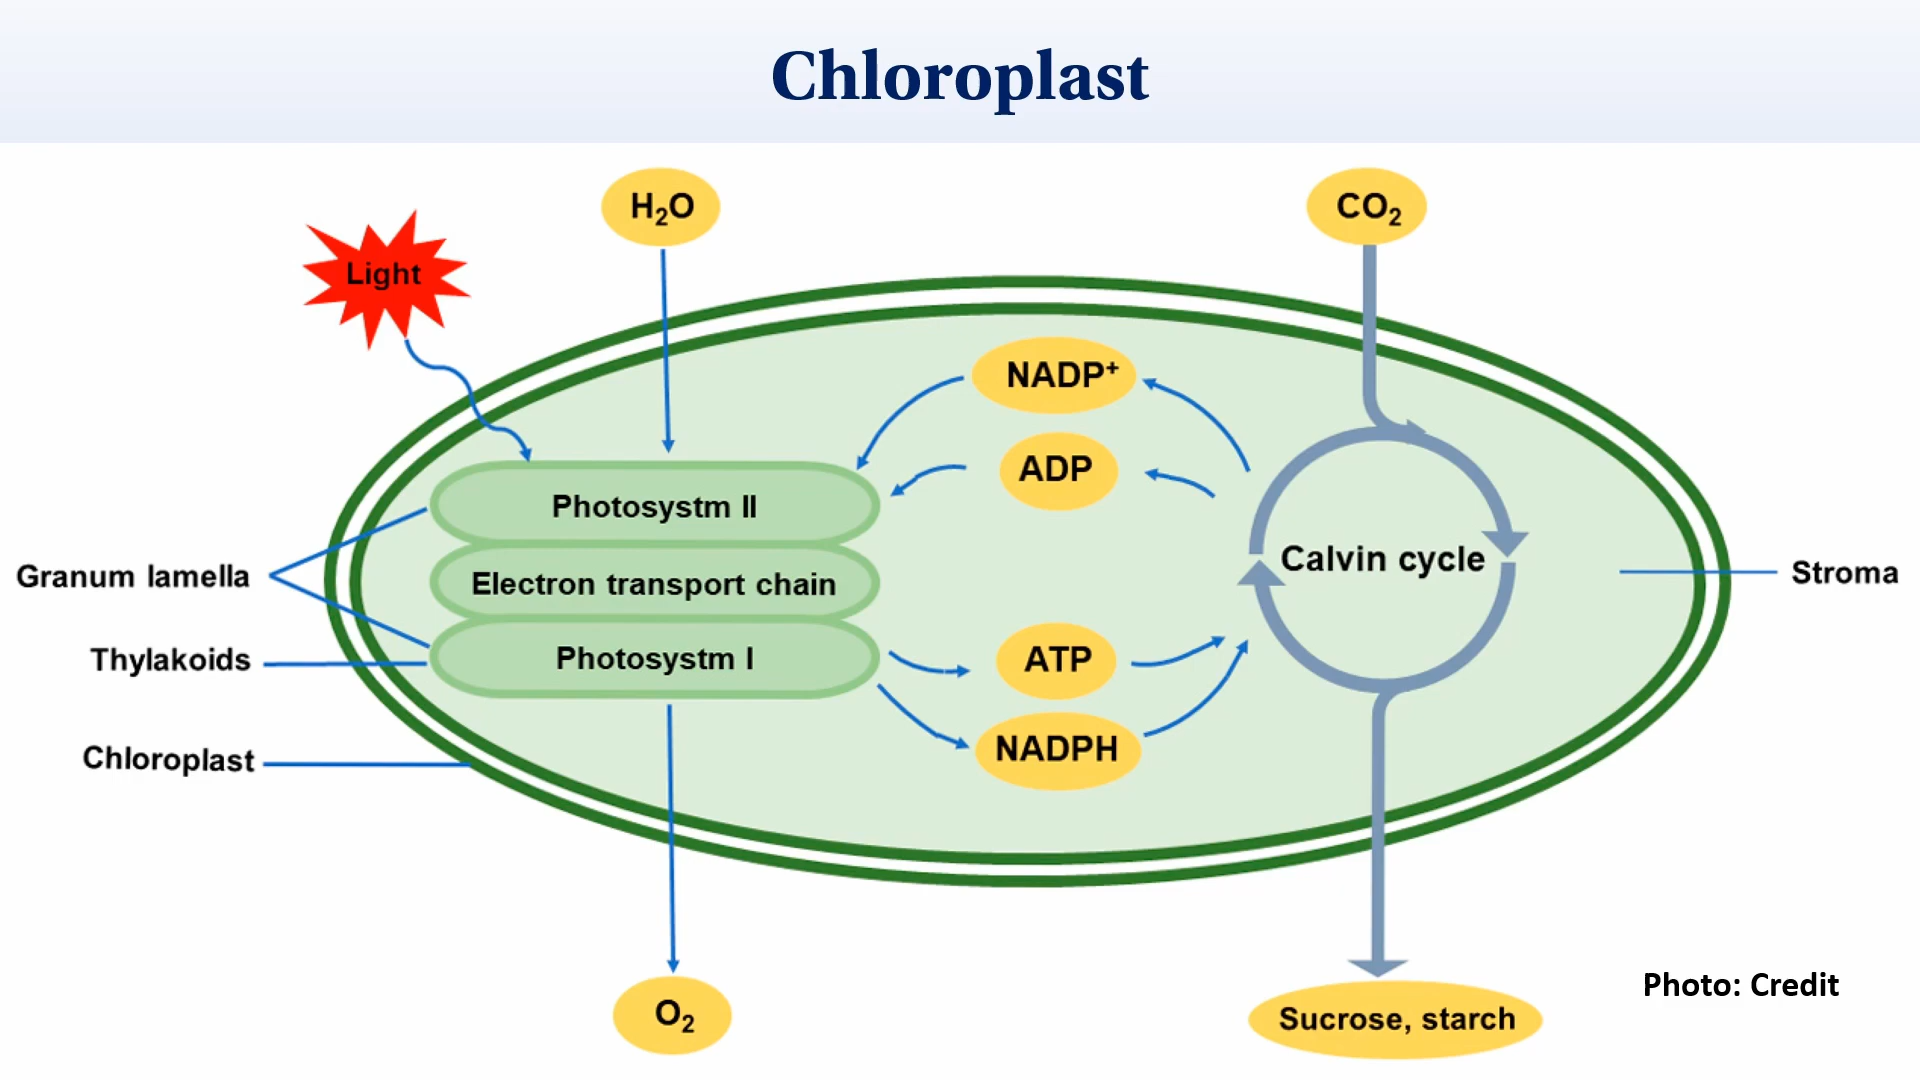 Chloroplast
H₂O
CO₂
Light
NADP⁺
ADP
Photosystm II
Calvin cycle
Stroma
Granum lamella
Electron transport chain
Thylakoids
Photosystm I
ATP
NADPH
Chloroplast
Photo: Credit
O₂
Sucrose, starch